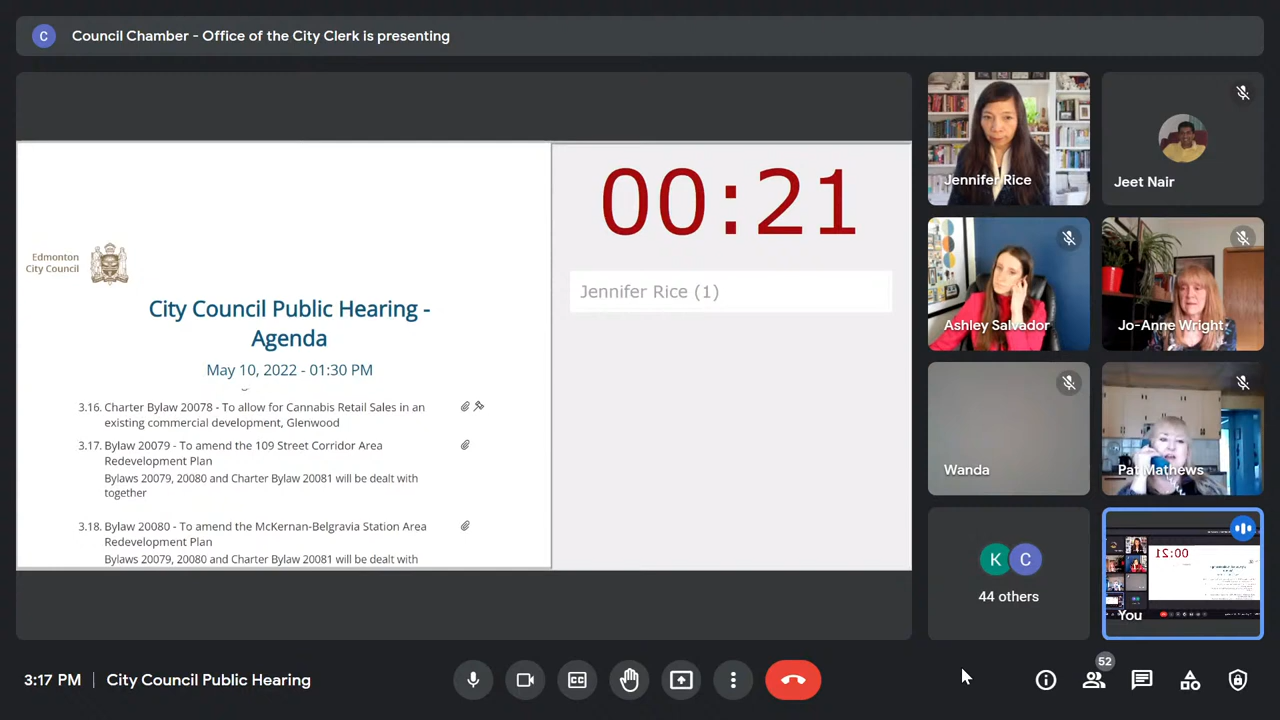 C
Council Chamber - Office of the City Clerk is presenting
Edmonton
City Council
City Council Public Hearing -
Agenda
May 10, 2022 - 01:30 PM
3.16. Charter Bylaw 20078 - To allow for Cannabis Retail Sales in an
existing commercial development, Glenwood
3.17. Bylaw 20079 - To amend the 109 Street Corridor Area
Redevelopment Plan
Bylaws 20079, 20080 and Charter Bylaw 20081 will be dealt with
together
3.18. Bylaw 20080 - To amend the McKernan-Belgravia Station Area
Redevelopment Plan
Bylaws 20079, 20080 and Charter Bylaw 20081 will be dealt with
00:21
Jennifer Rice (1)
Jennifer Rice
Jeet Nair
Ashley Salvador
Jo-Anne Wright
Wanda
Pat Mathews
K C
44 others
00:21
You
3:17 PM | City Council Public Hearing
52